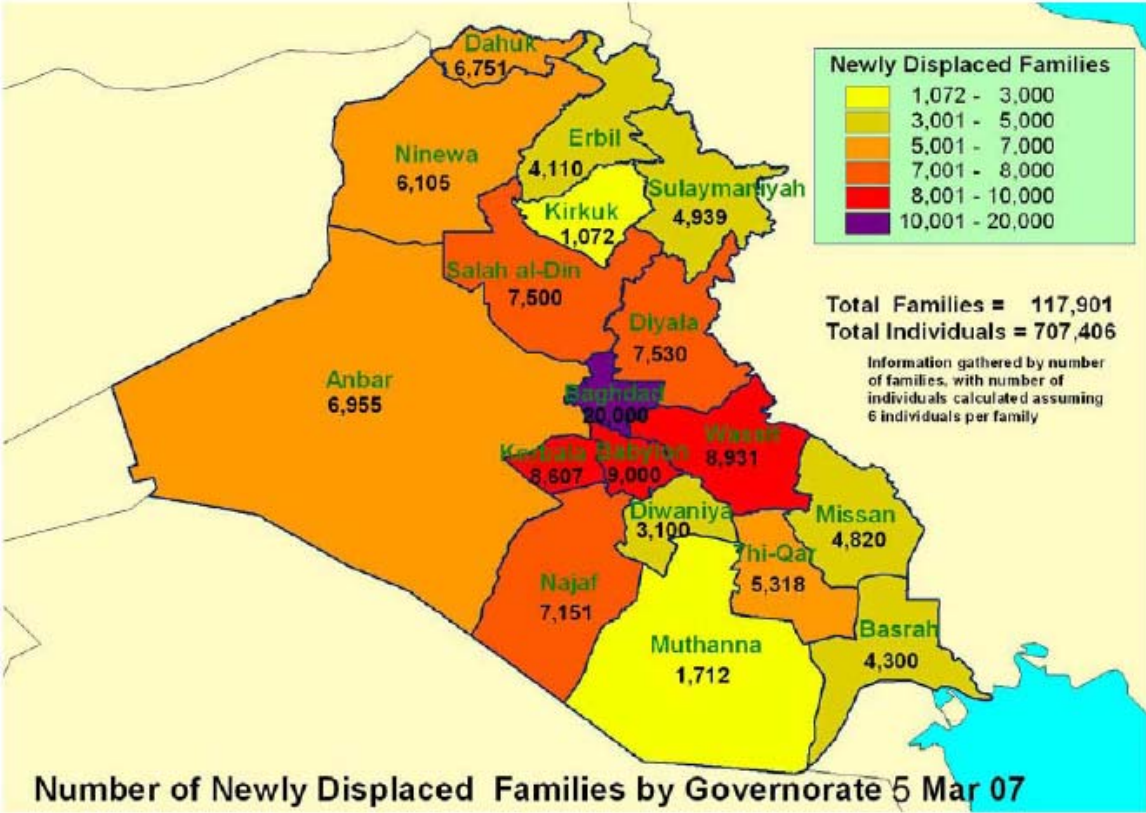 Dahuk
6,751
Ninewa
6,105
Erbil
4,110
Sulaymaniyah
4,939
Kirkuk
1,072
Salah al-Din
7,500
Diyala
7,530
Anbar
6,955
Baghdad
20,000
Wassit
8,931
Kerbala
8,607
Babylon
9,000
Diwaniya
3,100
Missan
4,820
Thi-Qar
5,318
Najaf
7,151
Muthanna
1,712
Basrah
4,300
Newly Displaced Families
1,072 - 3,000
3,001 - 5,000
5,001 - 7,000
7,001 - 8,000
8,001 - 10,000
10,001 - 20,000
Total Families = 117,901
Total Individuals = 707,406
Information gathered by number
of families, with number of
individuals calculated assuming
6 individuals per family
Number of Newly Displaced Families by Governorate 5 Mar 07